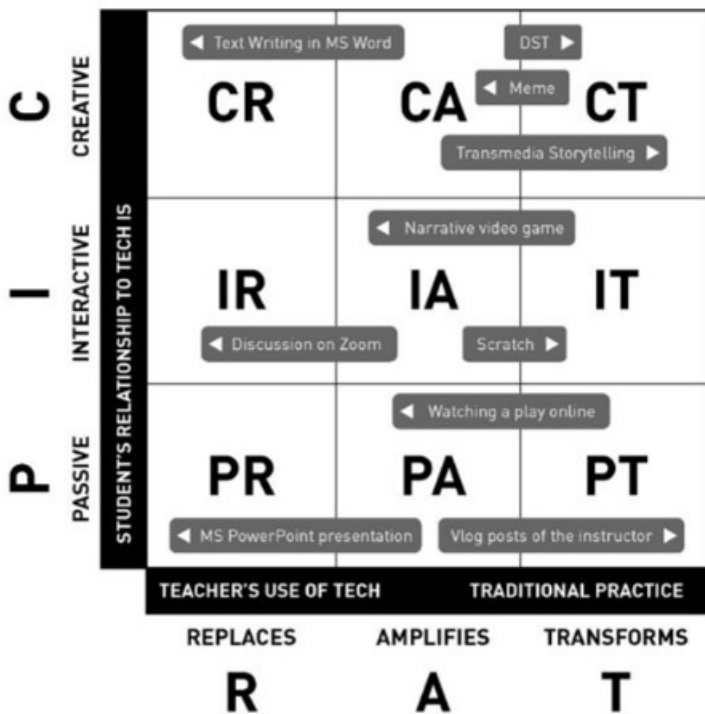 C
CREATIVE
I
INTERACTIVE
P
PASSIVE
STUDENT'S RELATIONSHIP TO TECH IS
Text Writing in MS Word
DST
CR
CA
Meme
CT
Transmedia Storytelling
Narrative video game
IR
IA
IT
Discussion on Zoom
Scratch
Watching a play online
PR
PA
PT
MS PowerPoint presentation
Vlog posts of the instructor
TEACHER'S USE OF TECH
TRADITIONAL PRACTICE
REPLACES
AMPLIFIES
TRANSFORMS
R
A
T